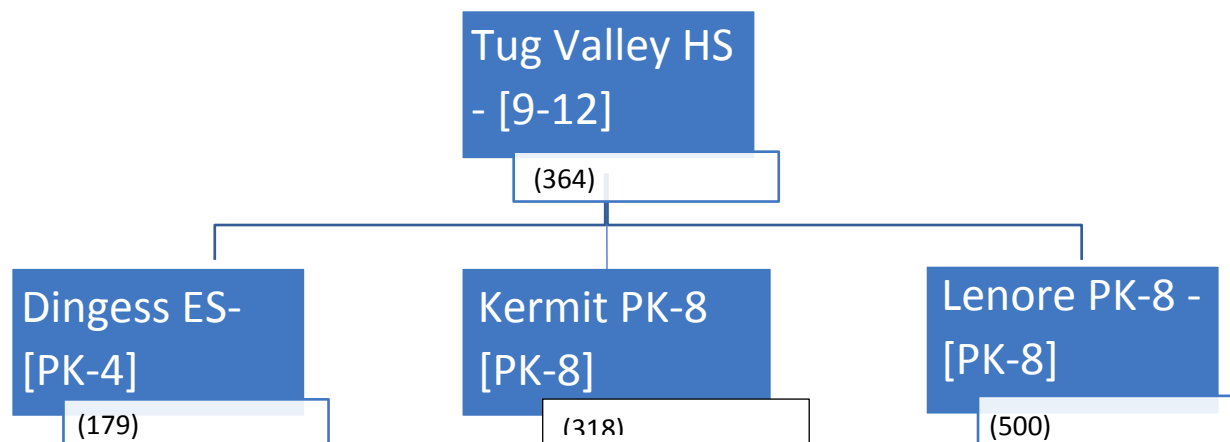 Tug Valley HS
- [9-12]
(364)
Dingess ES-
[PK-4]
(179)
Kermit PK-8
[PK-8]
(318)
Lenore PK-8 -
[PK-8]
(500)